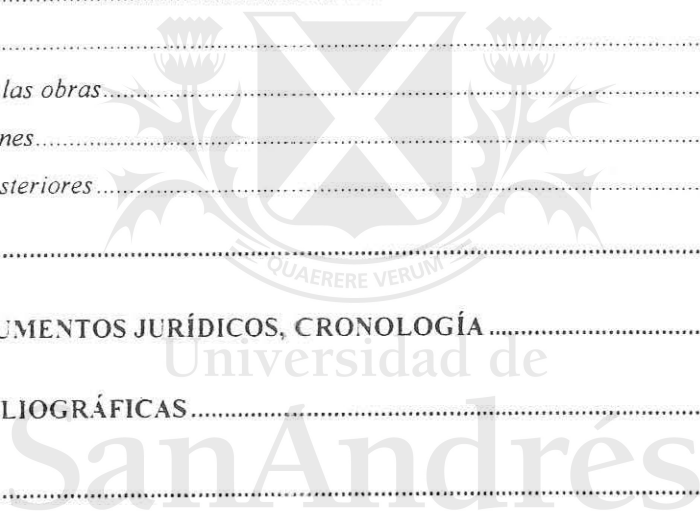 las obras
nes
steriores
QUAERERE VERUM
UMENTOS JURÍDICOS, CRONOLOGÍA
Universidad de
LIOGRÁFICAS
SanAndrés